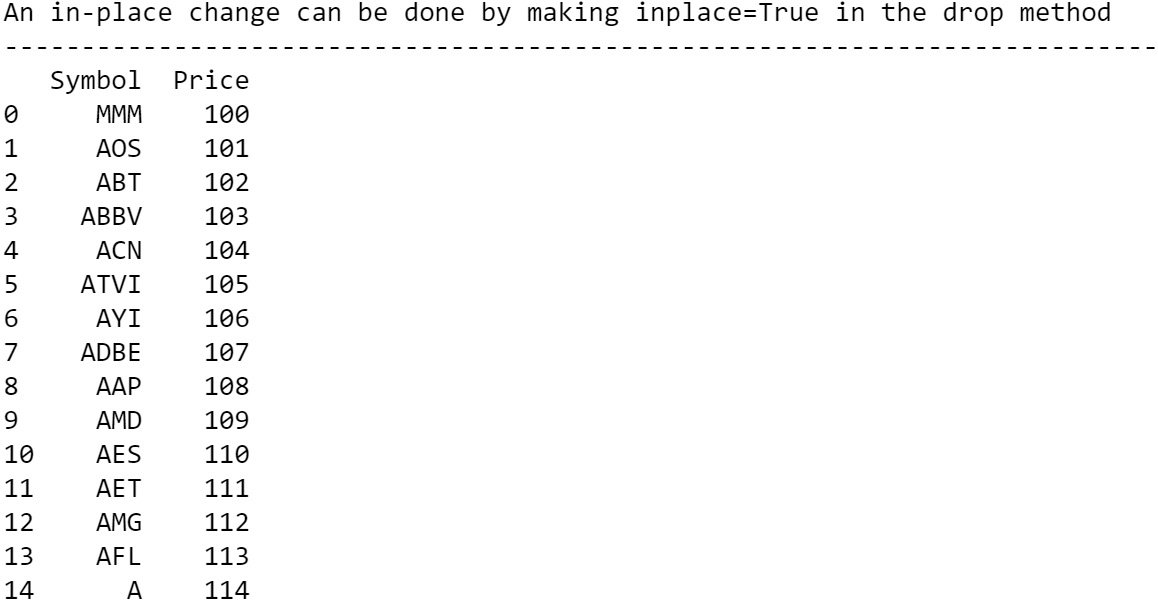 An in-place change can be done by making inplace=True in the drop method
---------------------------------------------------------------------------
   Symbol  Price
0     MMM    100
1     AOS    101
2     ABT    102
3    ABBV    103
4     ACN    104
5    ATVI    105
6     AYI    106
7    ADBE    107
8     AAP    108
9     AMD    109
10    AES    110
11    AET    111
12    AMG    112
13    AFL    113
14      A    114